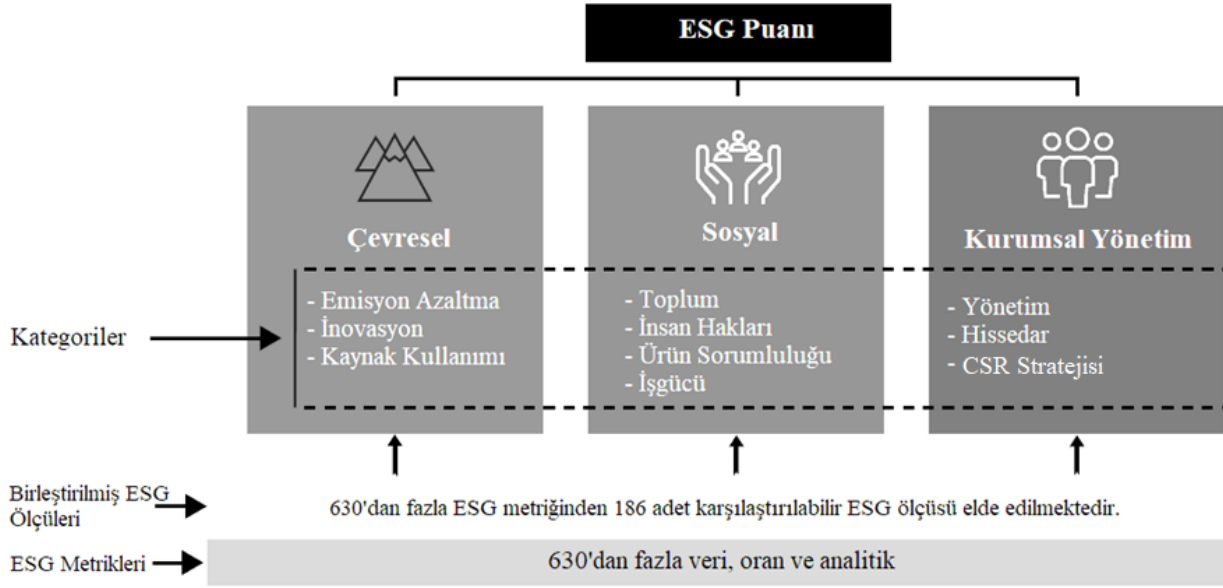 ESG Puanı
Çevresel
Sosyal
Kurumsal Yönetim
Kategoriler
- Emisyon Azaltma
- İnovasyon
- Kaynak Kullanımı
- Toplum
- İnsan Hakları
- Ürün Sorumluluğu
- İşgücü
- Yönetim
- Hissedar
- CSR Stratejisi
Birleştirilmiş ESG
Ölçüleri
630'dan fazla ESG metriğinden 186 adet karşılaştırılabilir ESG ölçüsü elde edilmektedir.
ESG Metrikleri
630'dan fazla veri, oran ve analitik